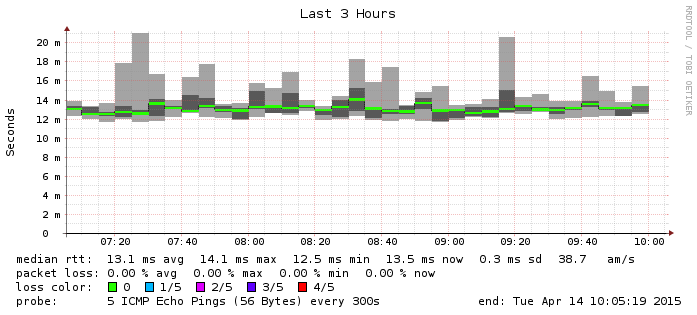 Last 3 Hours
RRDTOOL / TOBI OETIKER
Seconds
20 m
18 m
16 m
14 m
12 m
10 m
8 m
6 m
4 m
2 m
0
07:20 07:40 08:00 08:20 08:40 09:00 09:20 09:40 10:00
median rtt: 13.1 ms avg 14.1 ms max 12.5 ms min 13.5 ms now 0.3 ms sd 38.7 am/s
packet loss: 0.00 % avg 0.00 % max 0.00 % min 0.00 % now
loss color: 0 1/5 2/5 3/5 4/5
probe: 5 ICMP Echo Pings (56 Bytes) every 300s end: Tue Apr 14 10:05:19 2015